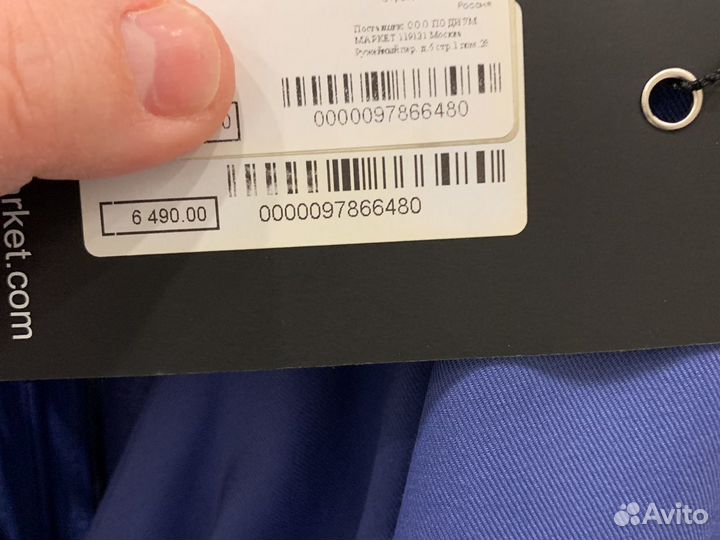 Россия
Поставщик: ООО ПОДИУМ
МАРКЕТ 119121 Москва
Ружейный пер. д.6 стр.1 пом.26
0000097866480
6 490.00
0000097866480
rket.com
Avito